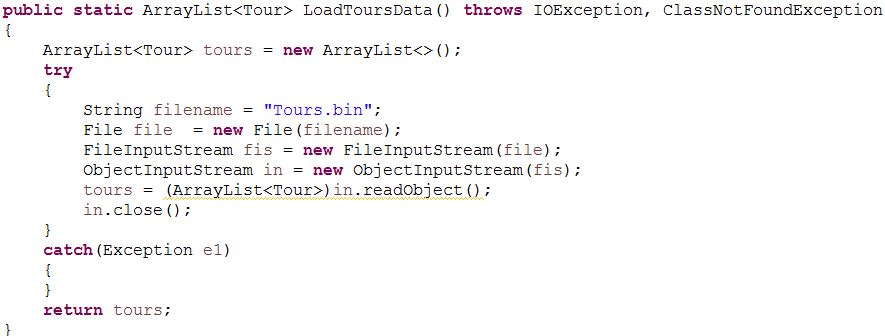 public static ArrayList<Tour> LoadToursData() throws IOException, ClassNotFoundException
{
    ArrayList<Tour> tours = new ArrayList<>();
    try
    {
        String filename = "Tours.bin";
        File file  = new File(filename);
        FileInputStream fis = new FileInputStream(file);
        ObjectInputStream in = new ObjectInputStream(fis);
        tours = (ArrayList<Tour>)in.readObject();
        in.close();
    }
    catch(Exception e1)
    {
    }
    return tours;
}